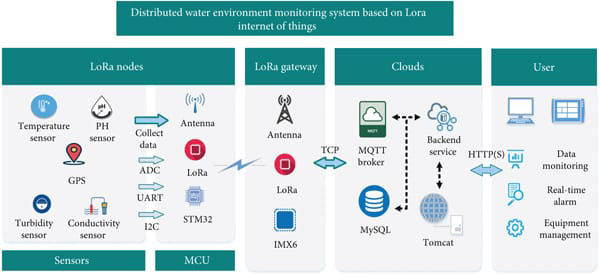 Distributed water environment monitoring system based on Lora
internet of things
LoRa nodes
LoRa gateway
Clouds
User
Temperature
sensor
PH
sensor
GPS
Turbidity
sensor
Conductivity
sensor
Collect
data
ADC
UART
I2C
Antenna
LoRa
STM32
Sensors
MCU
Antenna
LoRa
IMX6
TCP
MQTT
MQTT
broker
MySQL
Backend
service
Tomcat
HTTP(S)
Data
monitoring
Real-time
alarm
Equipment
management